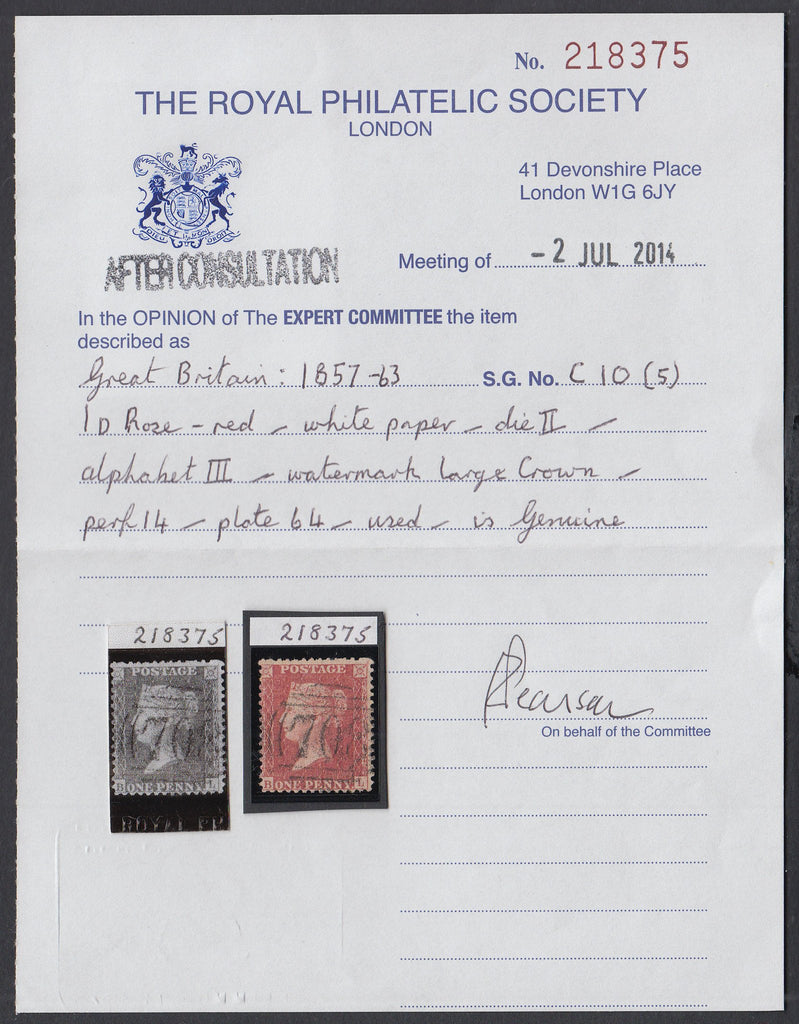 No. 218375
THE ROYAL PHILATELIC SOCIETY
LONDON
41 Devonshire Place
London W1G 6JY
AFTER CONSULTATION
Meeting of - 2 JUL 2014
In the OPINION of The EXPERT COMMITTEE the item
described as
Great Britain: 1857-63 S.G. No. C 10 (5)
1D Rose - red - white paper - die II -
alphabet III - watermark large Crown -
perf 14 - plate 64 - used - is Genuine
218375 218375
POSTAGE POSTAGE
B ONE PENNY L B ONE PENNY L
Pearson
On behalf of the Committee